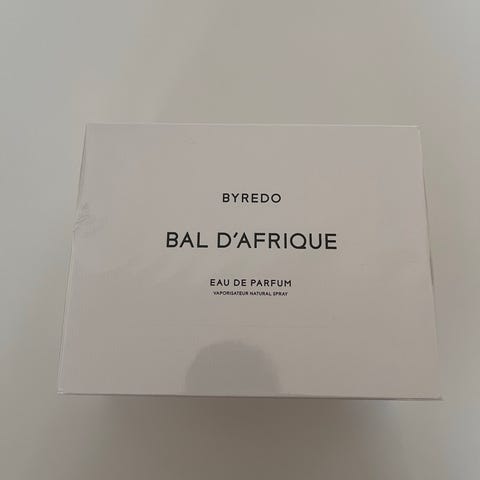 BYREDO
BAL D'AFRIQUE
EAU DE PARFUM
VAPORISATEUR NATURAL SPRAY